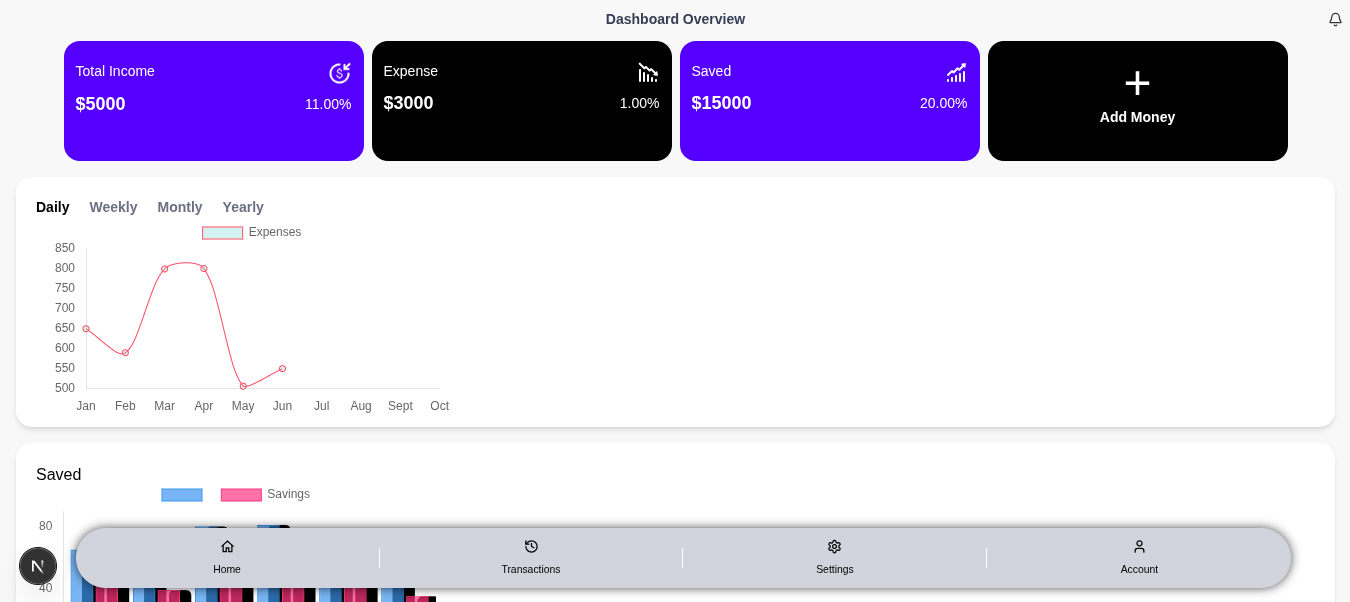 Dashboard Overview
Total Income
$5000 11.00%
Expense
$3000 1.00%
Saved
$15000 20.00%
Add Money
Daily Weekly Montly Yearly
Expenses
850
800
750
700
650
600
550
500
Jan Feb Mar Apr May Jun Jul Aug Sept Oct
Saved
Savings
80
40
Home Transactions Settings Account
N